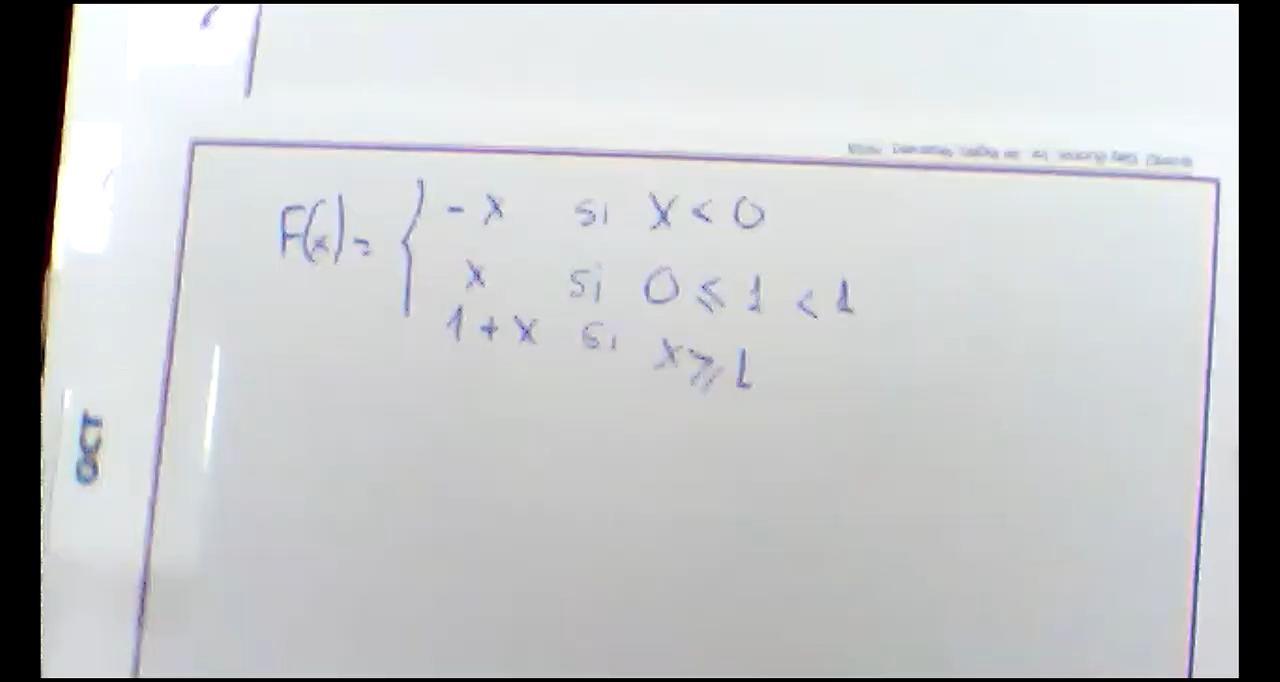 F(x)= { -x si x < 0
x si 0 ≤ 1 < 1
1 + x si x ≥ 1
OCT